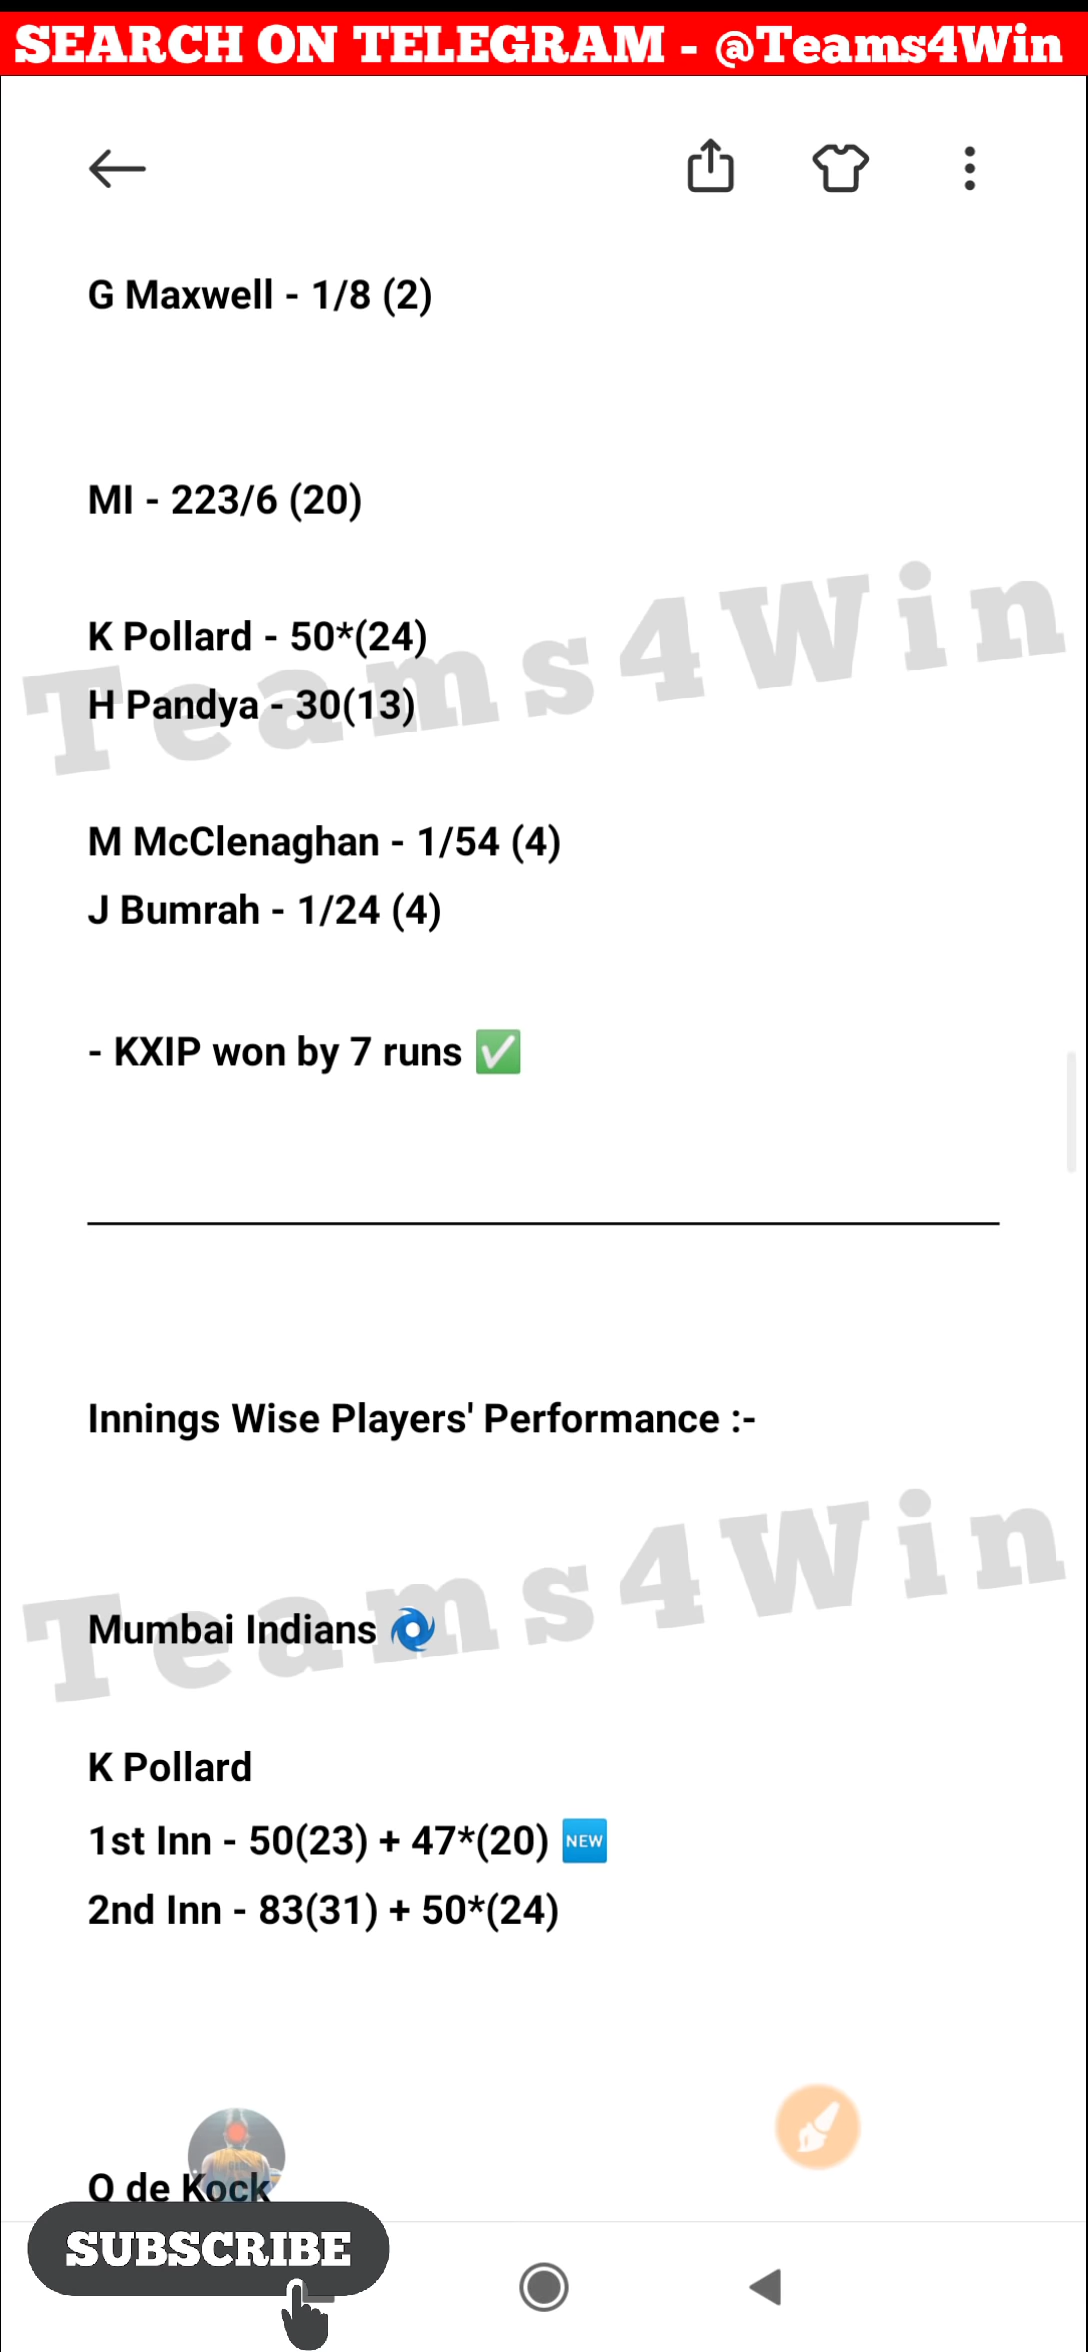 SEARCH ON TELEGRAM - @Teams4Win
G Maxwell - 1/8 (2)
MI - 223/6 (20)
Teams4Win
K Pollard - 50*(24)
H Pandya - 30(13)
M McClenaghan - 1/54 (4)
J Bumrah - 1/24 (4)
- KXIP won by 7 runs ✅
Innings Wise Players' Performance :-
Teams4Win
Mumbai Indians 🌀
K Pollard
1st Inn - 50(23) + 47*(20) 🆕
2nd Inn - 83(31) + 50*(24)
Q de Kock
SUBSCRIBE